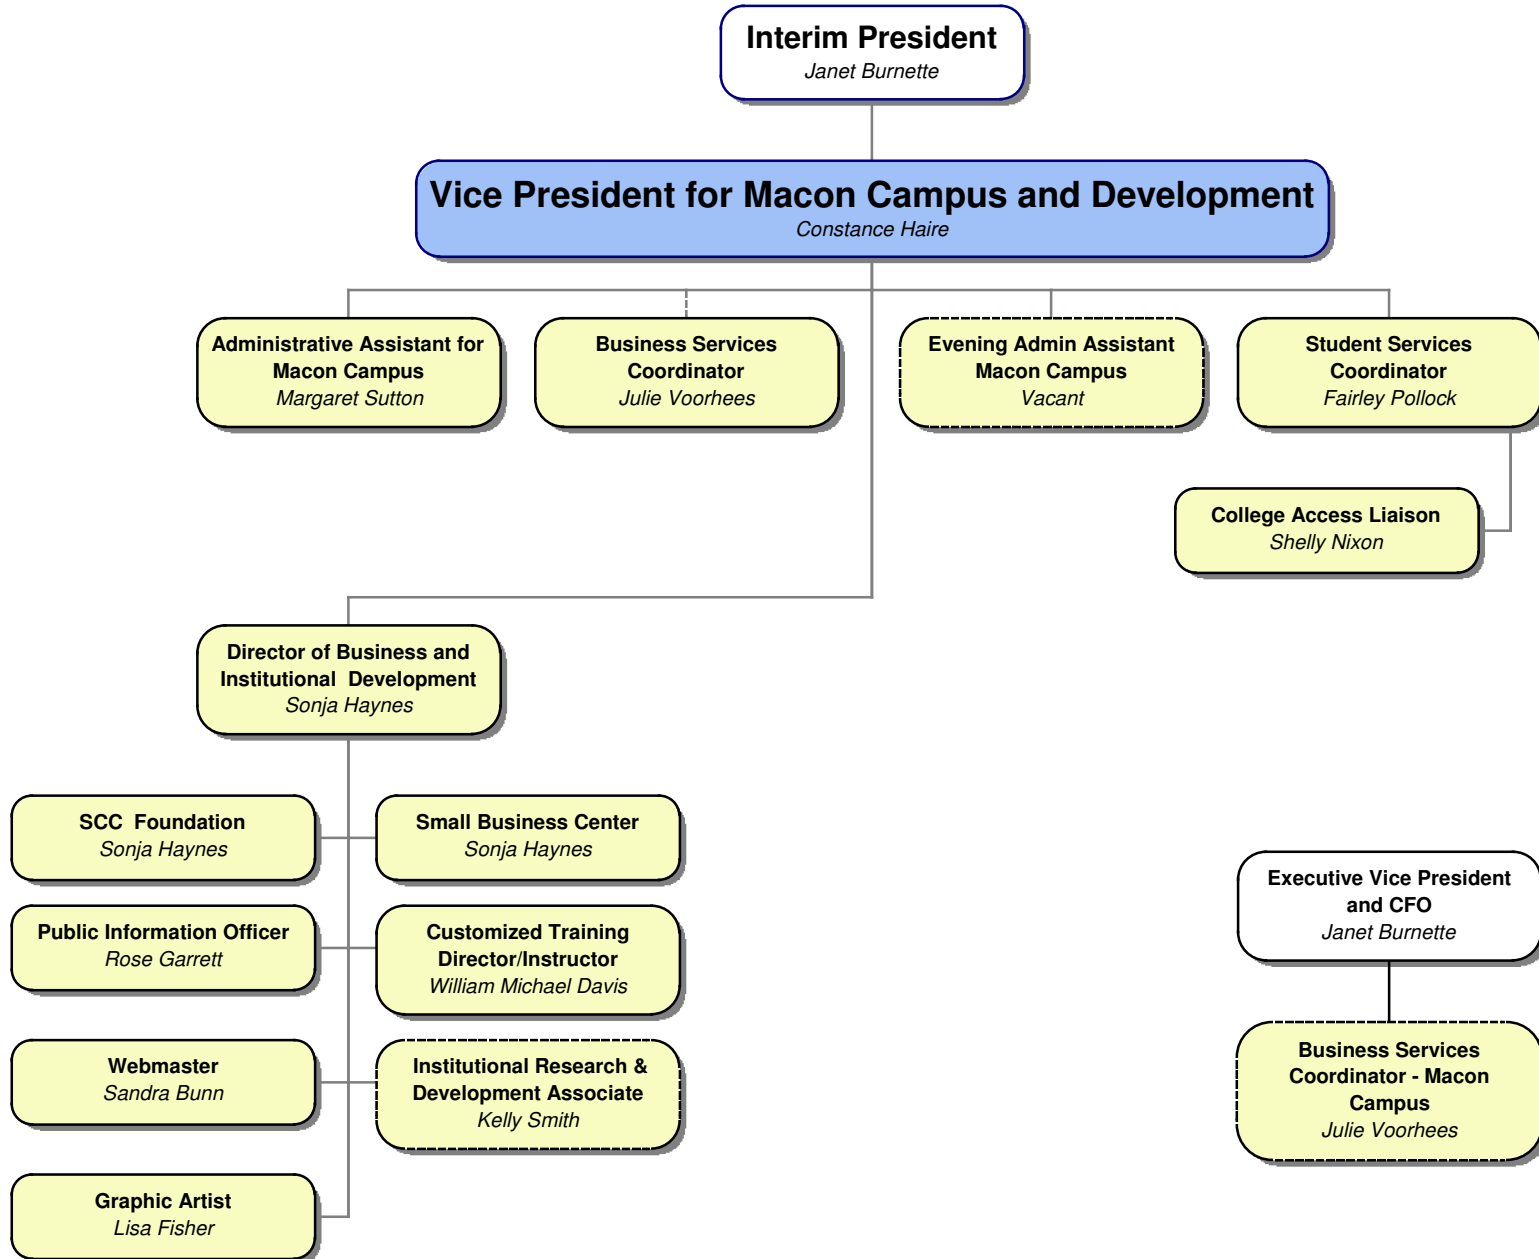 Interim President
Janet Burnette
Vice President for Macon Campus and Development
Constance Haire
Administrative Assistant for
Macon Campus
Margaret Sutton
Business Services
Coordinator
Julie Voorhees
Evening Admin Assistant
Macon Campus
Vacant
Student Services
Coordinator
Fairley Pollock
College Access Liaison
Shelly Nixon
Director of Business and
Institutional Development
Sonja Haynes
SCC Foundation
Sonja Haynes
Small Business Center
Sonja Haynes
Public Information Officer
Rose Garrett
Customized Training
Director/Instructor
William Michael Davis
Webmaster
Sandra Bunn
Institutional Research &
Development Associate
Kelly Smith
Graphic Artist
Lisa Fisher
Executive Vice President
and CFO
Janet Burnette
Business Services
Coordinator - Macon
Campus
Julie Voorhees